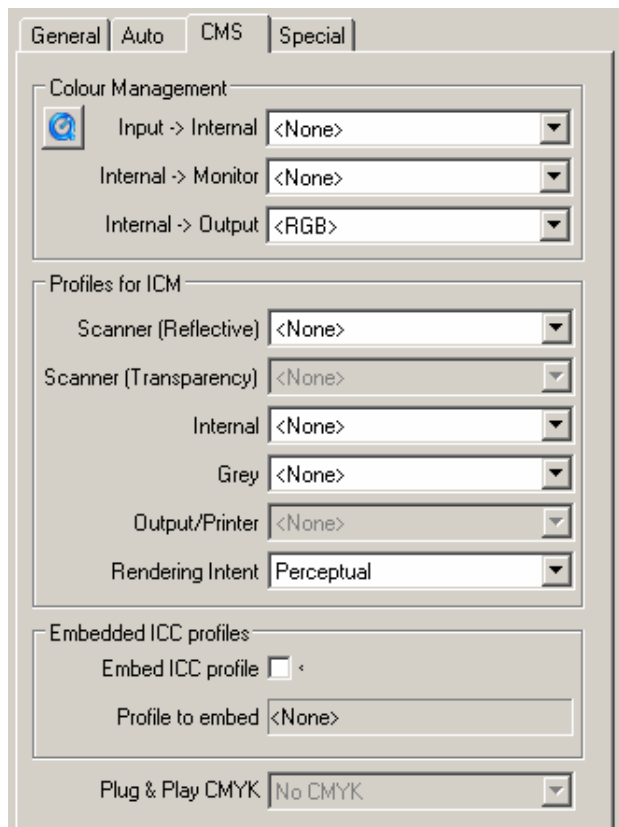 General Auto CMS Special
Colour Management
Input -> Internal <None>
Internal -> Monitor <None>
Internal -> Output <RGB>
Profiles for ICM
Scanner (Reflective) <None>
Scanner (Transparency) <None>
Internal <None>
Grey <None>
Output/Printer <None>
Rendering Intent Perceptual
Embedded ICC profiles
Embed ICC profile <
Profile to embed <None>
Plug & Play CMYK No CMYK